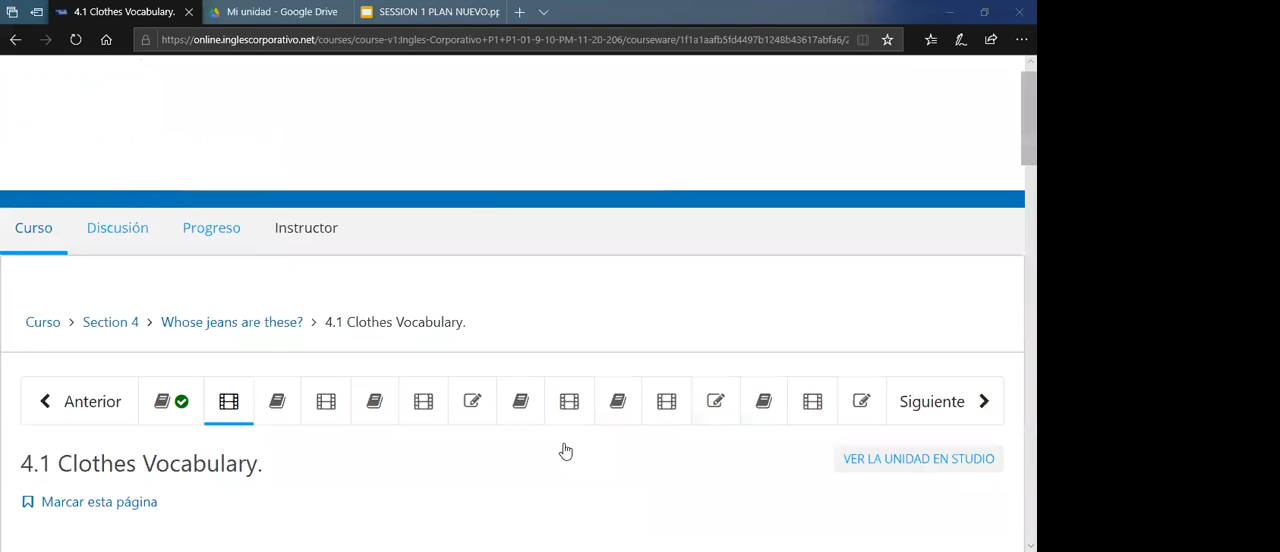 4.1 Clothes Vocabulary.
Mi unidad - Google Drive
SESSION 1 PLAN NUEVO.pp
https://online.inglescorporativo.net/courses/course-v1:Ingles-Corporativo+P1+P1-01-9-10-PM-11-20-206/courseware/1f1a1aafb5fd4497b1248b43617abfa6/2
Curso Discusión Progreso Instructor
Curso > Section 4 > Whose jeans are these? > 4.1 Clothes Vocabulary.
Anterior Siguiente
4.1 Clothes Vocabulary.
VER LA UNIDAD EN STUDIO
Marcar esta página